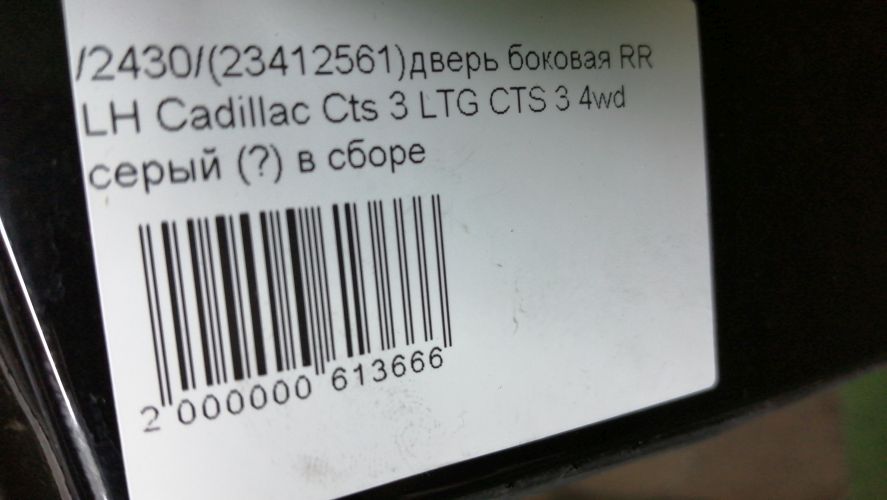 /2430/(23412561)дверь боковая RR
LH Cadillac Cts 3 LTG CTS 3 4wd
серый (?) в сборе
2 000000 613666